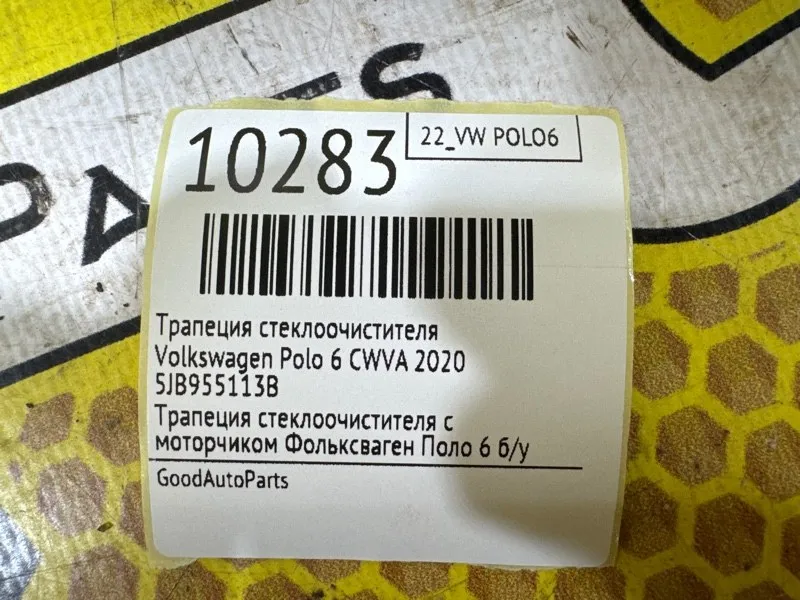 10283
22_VW POLO6
Трапеция стеклоочистителя
Volkswagen Polo 6 CWVA 2020
5JB955113B
Трапеция стеклоочистителя с
моторчиком Фольксваген Поло 6 б/у
GoodAutoParts